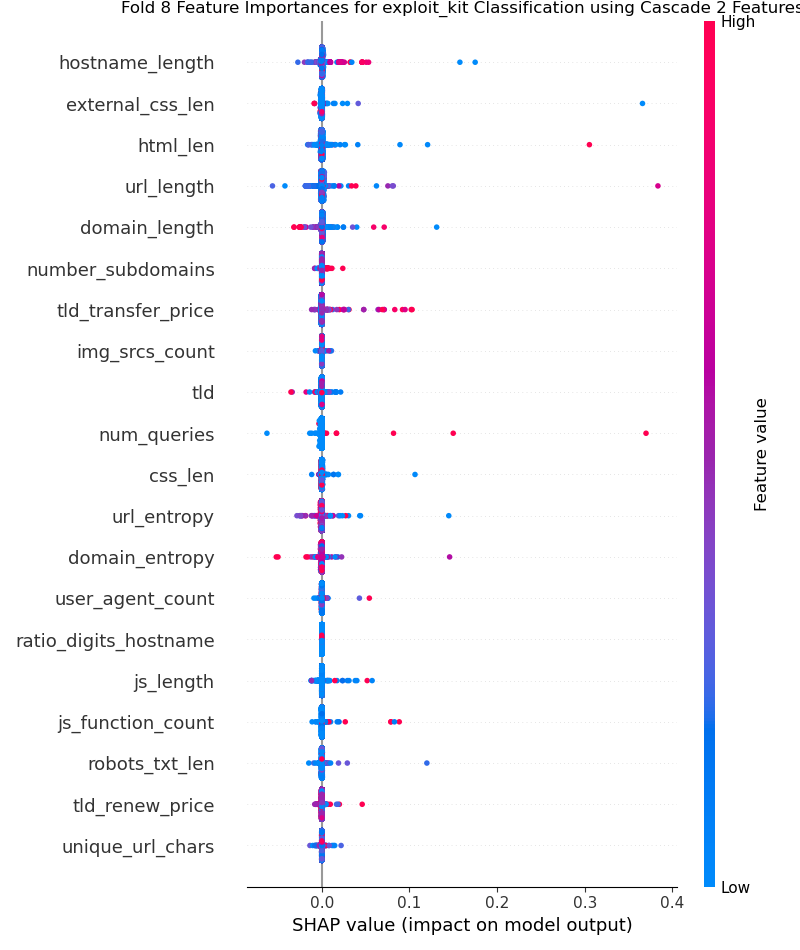 Fold 8 Feature Importances for exploit_kit Classification using Cascade 2 Features
High
hostname_length
external_css_len
html_len
url_length
domain_length
number_subdomains
tld_transfer_price
img_srcs_count
tld
num_queries
css_len
url_entropy
domain_entropy
user_agent_count
ratio_digits_hostname
js_length
js_function_count
robots_txt_len
tld_renew_price
unique_url_chars
Feature value
Low
0.0 0.1 0.2 0.3 0.4
SHAP value (impact on model output)